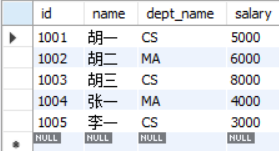 id name dept_name salary
1001 胡一 CS 5000
1002 胡二 MA 6000
1003 胡三 CS 8000
1004 张一 MA 4000
1005 李一 CS 3000
NULL NULL NULL NULL